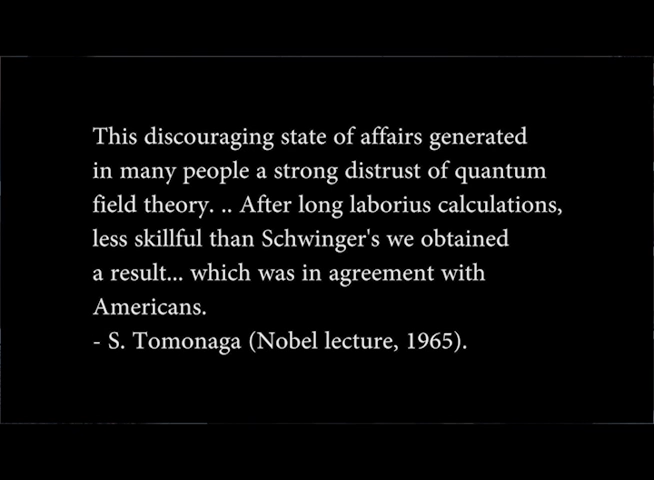 This discouraging state of affairs generated
in many people a strong distrust of quantum
field theory. .. After long laborius calculations,
less skillful than Schwinger's we obtained
a result... which was in agreement with
Americans.
- S. Tomonaga (Nobel lecture, 1965).